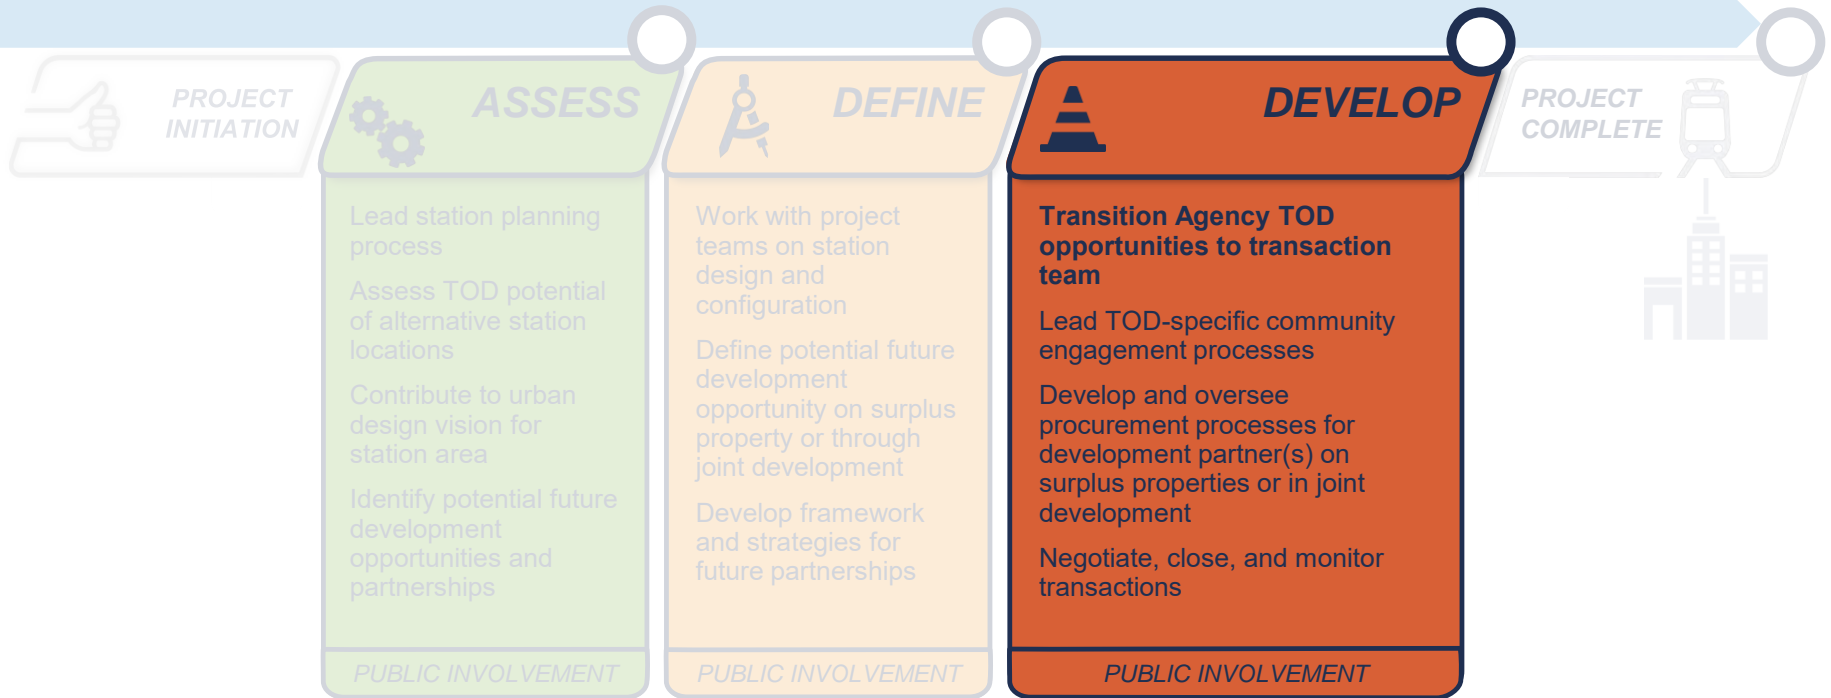 PROJECT
INITIATION
ASSESS
Lead station planning
process
Assess TOD potential
of alternative station
locations
Contribute to urban
design vision for
station area
Identify potential future
development
opportunities and
partnerships
PUBLIC INVOLVEMENT
DEFINE
Work with project
teams on station
design and
configuration
Define potential future
development
opportunity on surplus
property or through
joint development
Develop framework
and strategies for
future partnerships
PUBLIC INVOLVEMENT
DEVELOP
Transition Agency TOD
opportunities to transaction
team
Lead TOD-specific community
engagement processes
Develop and oversee
procurement processes for
development partner(s) on
surplus properties or in joint
development
Negotiate, close, and monitor
transactions
PUBLIC INVOLVEMENT
PROJECT
COMPLETE